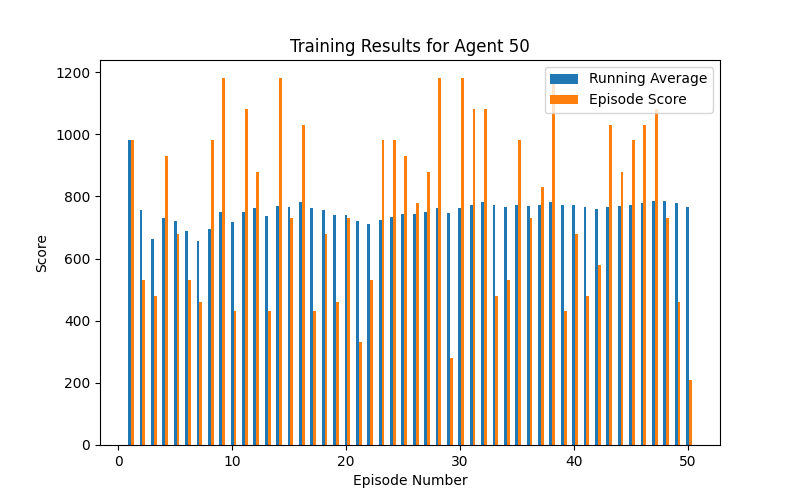 Training Results for Agent 50
Running Average
Episode Score
1200
1000
800
600
400
200
0
Score
0 10 20 30 40 50
Episode Number